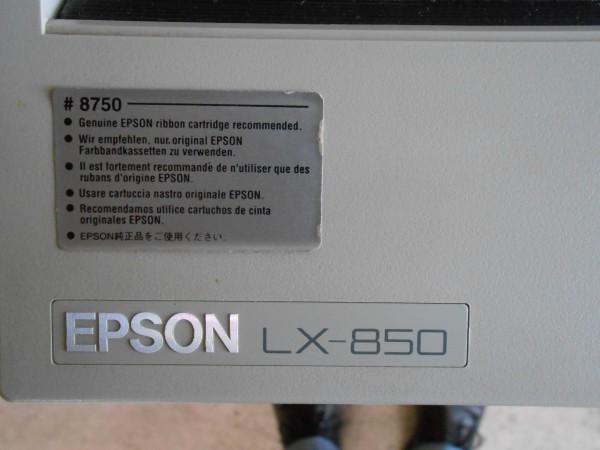 # 8750
● Genuine EPSON ribbon cartridge recommended.
● Wir empfehlen, nur original EPSON
Farbbandkassetten zu verwenden.
● Il est fortement recommandé de n'utiliser que des
rubans d'origine EPSON.
● Usare cartuccia nastro originale EPSON.
● Recomendamos utilice cartuchos de cinta
originales EPSON.
● EPSON純正品をご使用ください。
EPSON LX-850